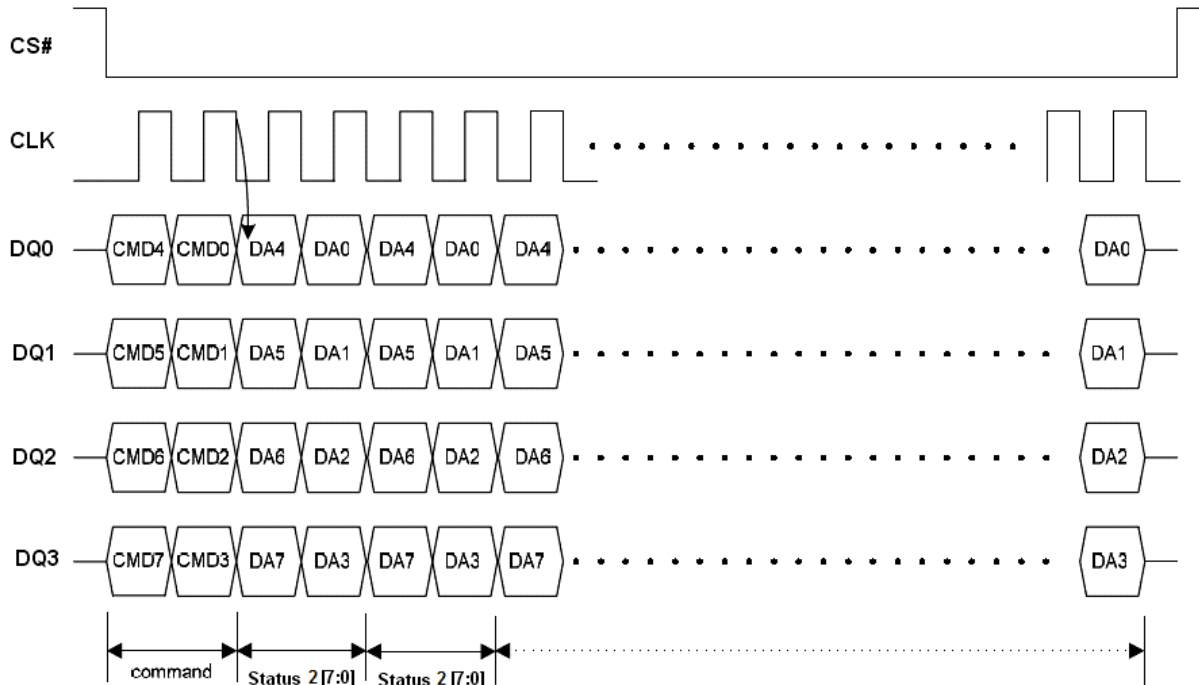 CS#
CLK
DQ0 CMD4 CMD0 DA4 DA0 DA4 DA0 DA4 DA0
DQ1 CMD5 CMD1 DA5 DA1 DA5 DA1 DA5 DA1
DQ2 CMD6 CMD2 DA6 DA2 DA6 DA2 DA6 DA2
DQ3 CMD7 CMD3 DA7 DA3 DA7 DA3 DA7 DA3
command Status 2 [7:0] Status 2 [7:0]